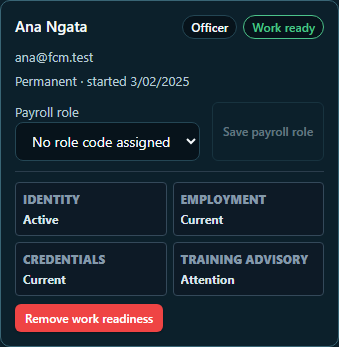 Ana Ngata
Officer
Work ready
ana@fcm.test
Permanent · started 3/02/2025
Payroll role
No role code assigned
Save payroll role
IDENTITY
Active
EMPLOYMENT
Current
CREDENTIALS
Current
TRAINING ADVISORY
Attention
Remove work readiness